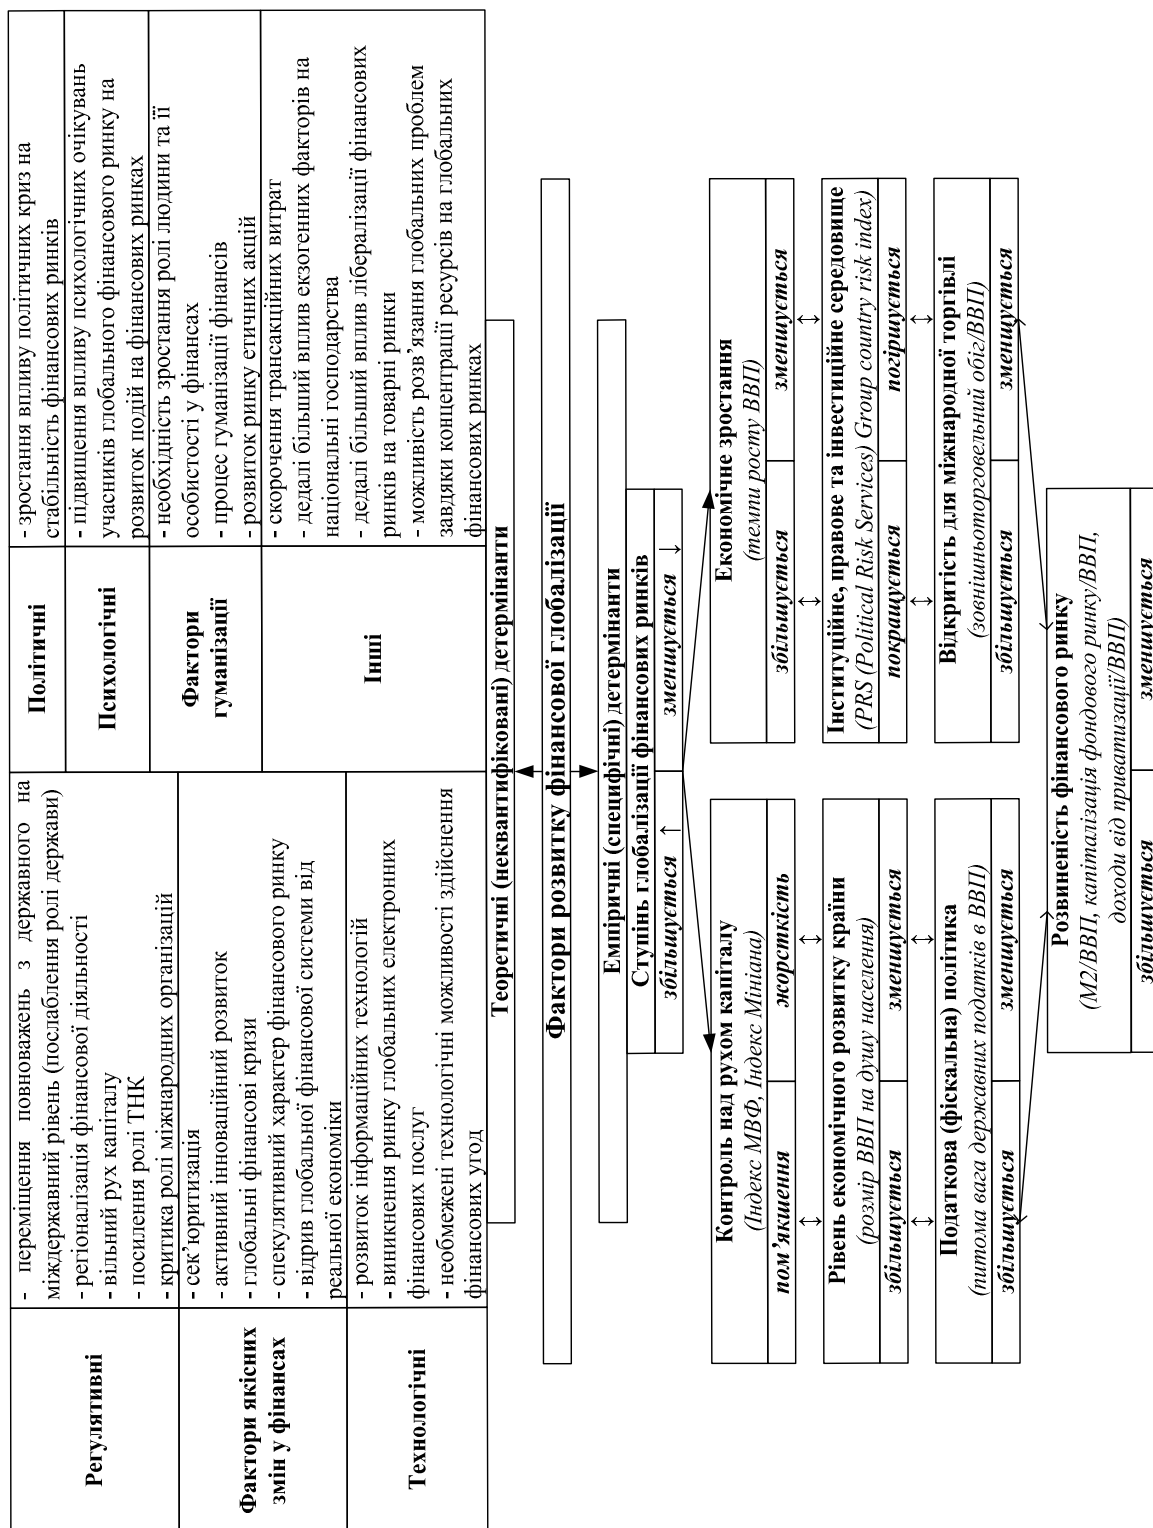 Регулятивні
- переміщення повноважень з державного на
міждержавний рівень (послаблення ролі держави)
- регіоналізація фінансової діяльності
- вільний рух капіталу
- посилення ролі ТНК
- критика ролі міжнародних організацій
Фактори якісних
змін у фінансах
- сек’юритизація
- активний інноваційний розвиток
- глобальні фінансові кризи
- спекулятивний характер фінансового ринку
- відрив глобальної фінансової системи від
реальної економіки
Технологічні
- розвиток інформаційних технологій
- виникнення ринку глобальних електронних
фінансових послуг
- необмежені технологічні можливості здійснення
фінансових угод
Політичні
- зростання впливу політичних криз на
стабільність фінансових ринків
Психологічні
- підвищення впливу психологічних очікувань
учасників глобального фінансового ринку на
розвиток подій на фінансових ринках
Фактори
гуманізації
- необхідність зростання ролі людини та її
особистості у фінансах
- процес гуманізації фінансів
- розвиток ринку етичних акцій
Інші
- скорочення трансакційних витрат
- дедалі більший вплив екзогенних факторів на
національні господарства
- дедалі більший вплив лібералізації фінансових
ринків на товарні ринки
- можливість розв’язання глобальних проблем
завдяки концентрації ресурсів на глобальних
фінансових ринках
Теоретичні (неквантифіковані) детермінанти
Фактори розвитку фінансової глобалізації
Емпіричні (специфічні) детермінанти
Ступінь глобалізації фінансових ринків
збільшується ↑
зменшується ↓
Контроль над рухом капіталу
(Індекс МВФ, Індекс Мініана)
пом’якшення
жорсткість
Економічне зростання
(темпи росту ВВП)
збільшується
зменшується
Рівень економічного розвитку країни
(розмір ВВП на душу населення)
збільшується
зменшується
Інституційне, правове та інвестиційне середовище
(PRS (Political Risk Services) Group country risk index)
покращується
погіршується
Податкова (фіскальна) політика
(питома вага державних податків в ВВП)
збільшується
зменшується
Відкритість для міжнародної торгівлі
(зовнішньоторговельний обіг/ВВП)
збільшується
зменшується
Розвиненість фінансового ринку
(М2/ВВП, капіталізація фондового ринку/ВВП,
доходи від приватизації/ВВП)
збільшується
зменшується